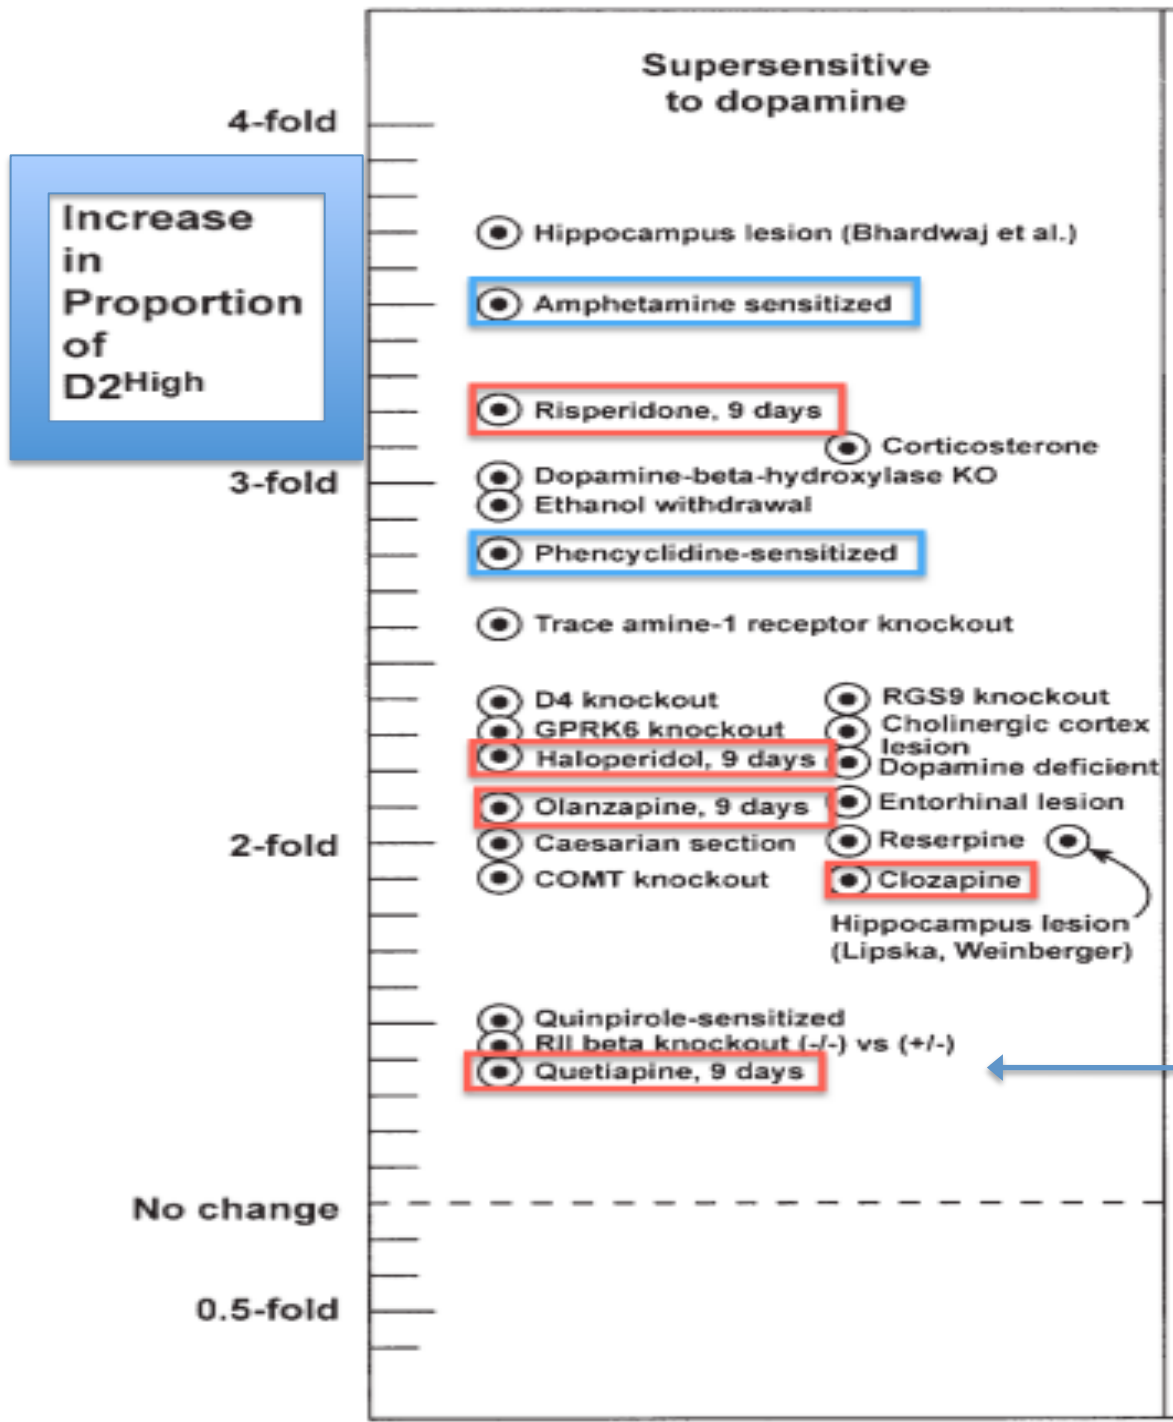 Supersensitive
to dopamine
4-fold
Increase
in
Proportion
of
D2High
Hippocampus lesion (Bhardwaj et al.)
Amphetamine sensitized
Risperidone, 9 days
Corticosterone
3-fold
Dopamine-beta-hydroxylase KO
Ethanol withdrawal
Phencyclidine-sensitized
Trace amine-1 receptor knockout
D4 knockout
RGS9 knockout
GPRK6 knockout
Cholinergic cortex
lesion
Haloperidol, 9 days
Dopamine deficient
Olanzapine, 9 days
Entorhinal lesion
2-fold
Caesarian section
Reserpine
COMT knockout
Clozapine
Hippocampus lesion
(Lipska, Weinberger)
Quinpirole-sensitized
RII beta knockout (-/-) vs (+/-)
Quetiapine, 9 days
No change
0.5-fold